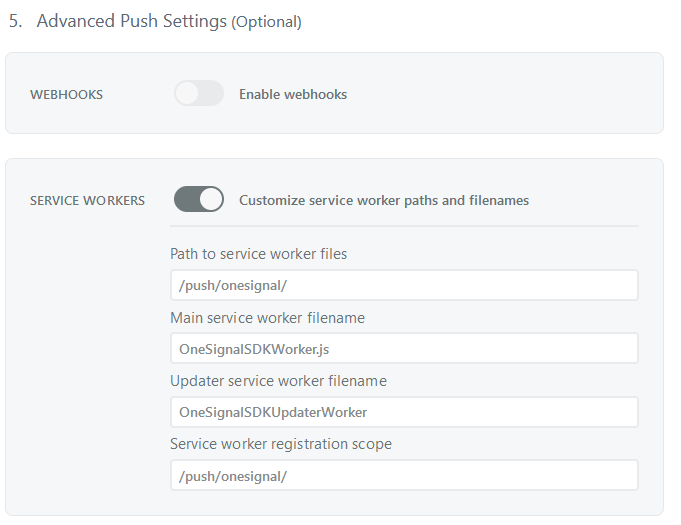 5. Advanced Push Settings (Optional)
WEBHOOKS Enable webhooks
SERVICE WORKERS Customize service worker paths and filenames
Path to service worker files
/push/onesignal/
Main service worker filename
OneSignalSDKWorker.js
Updater service worker filename
OneSignalSDKUpdaterWorker
Service worker registration scope
/push/onesignal/